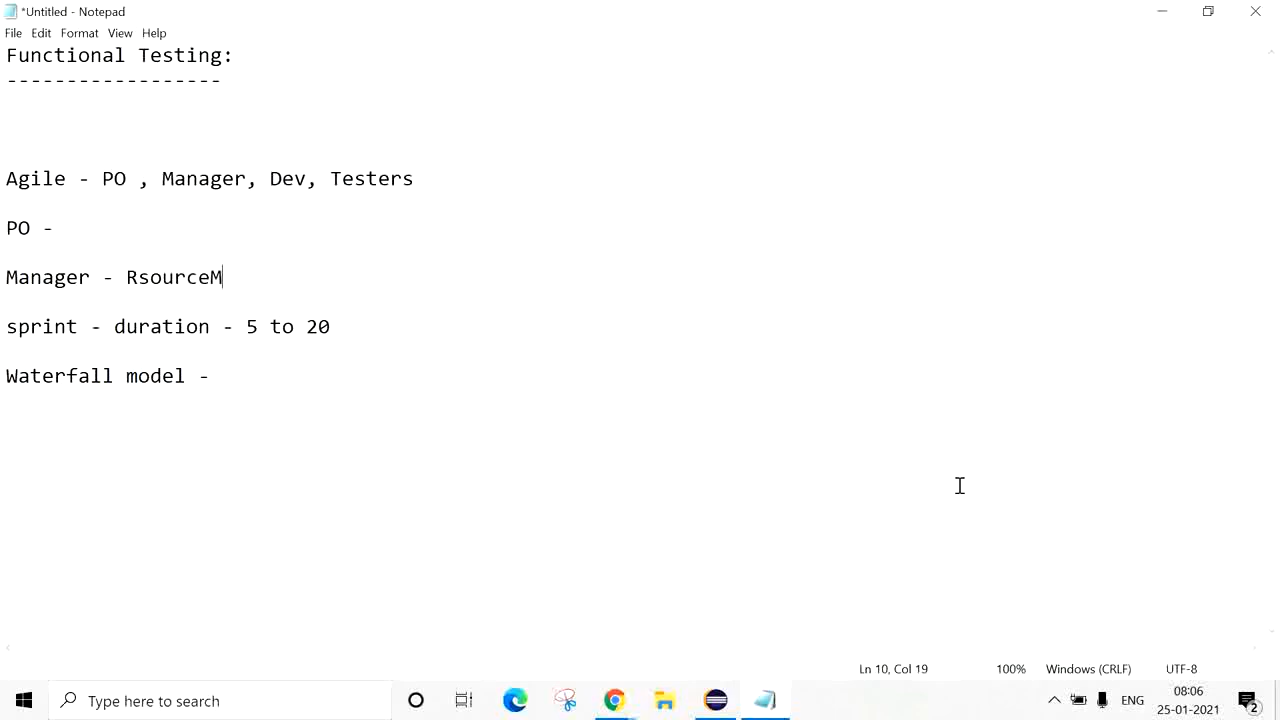 *Untitled - Notepad
File Edit Format View Help
Functional Testing:
------------------
Agile - PO , Manager, Dev, Testers
PO -
Manager - RsourceM
sprint - duration - 5 to 20
Waterfall model -
Ln 10, Col 19 100% Windows (CRLF) UTF-8
Type here to search
ENG
08:06
25-01-2021
2